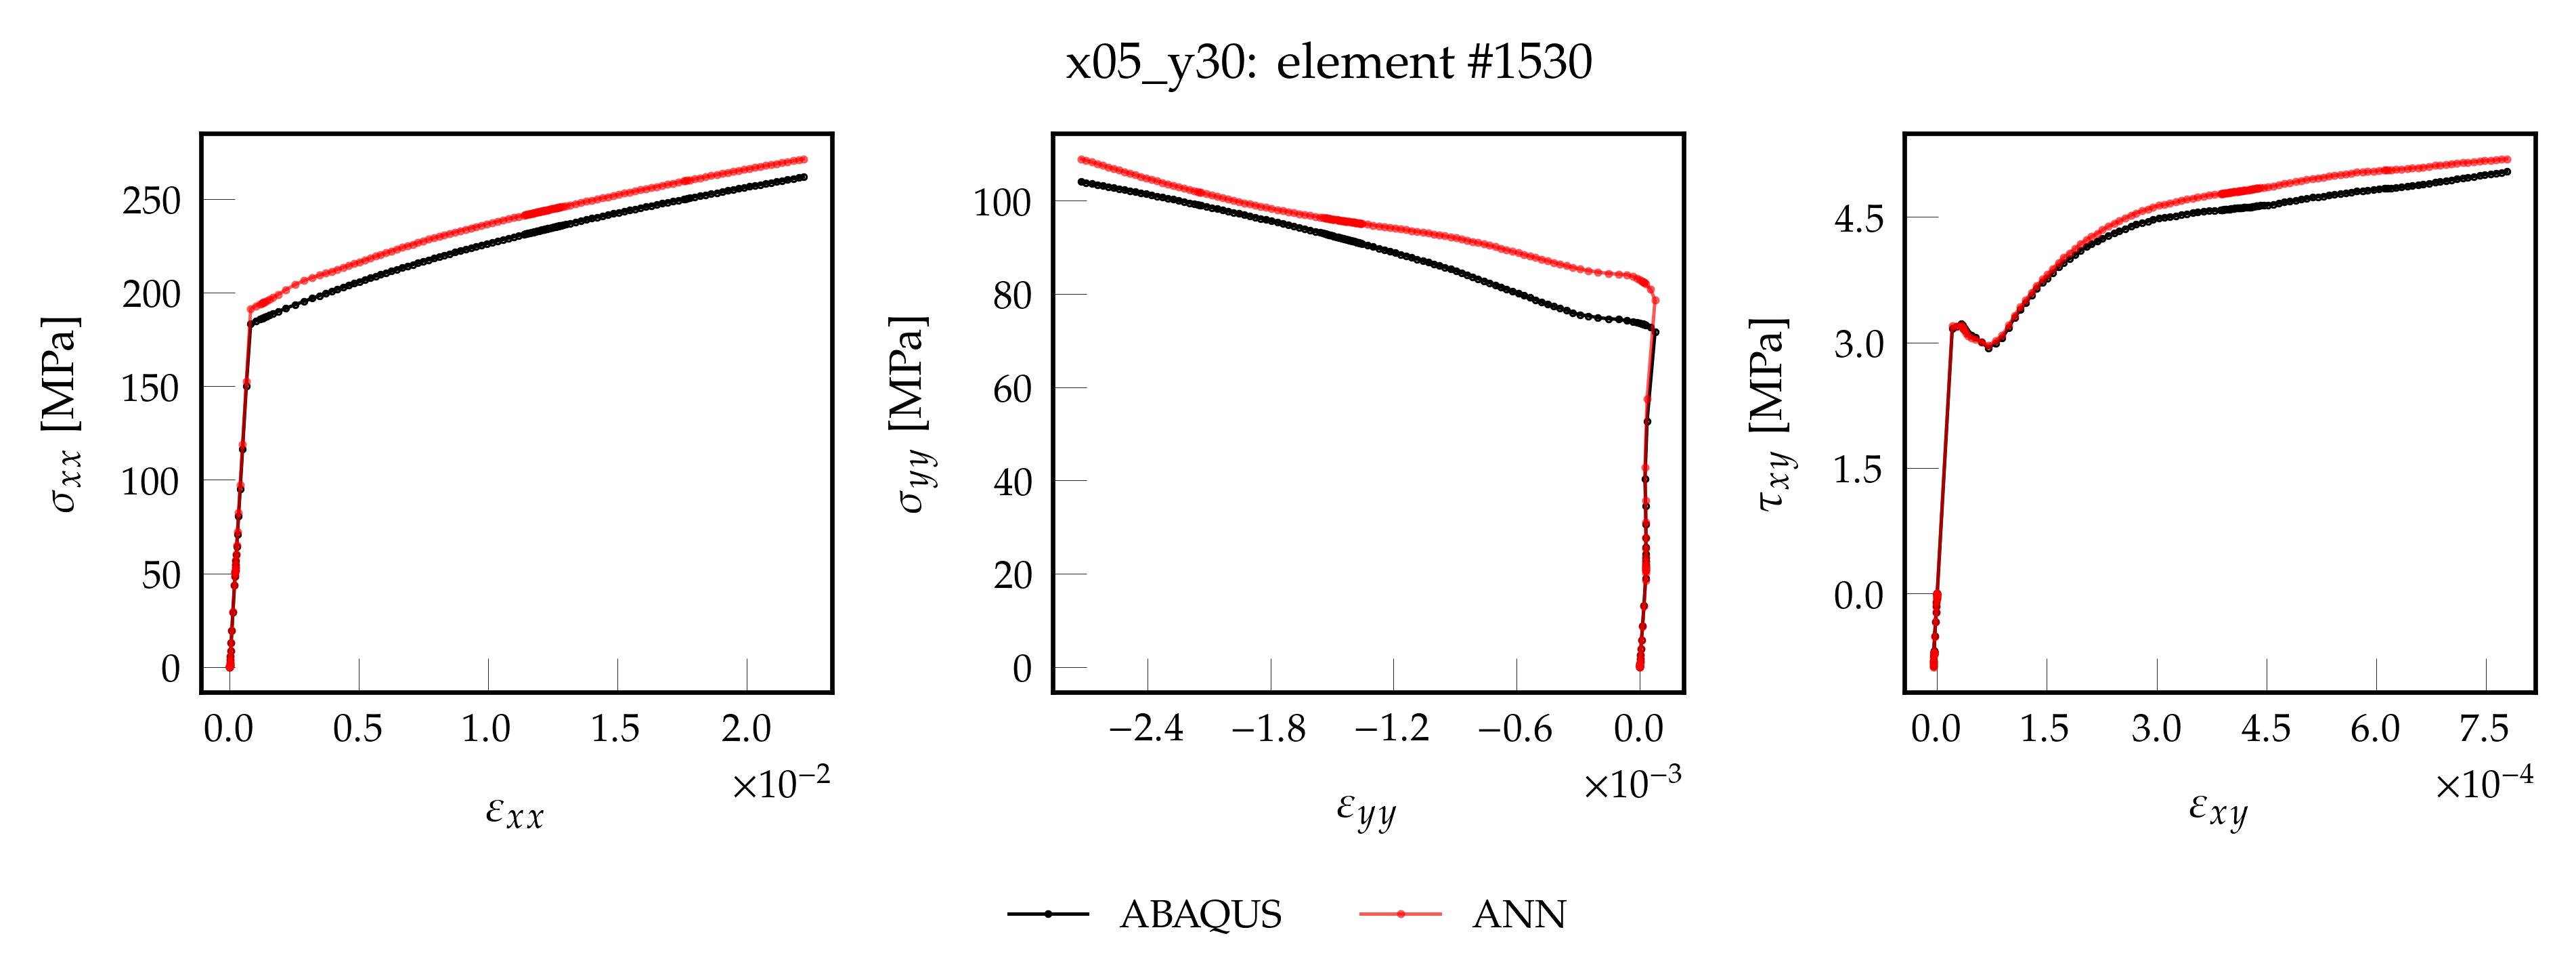 x05_y30: element #1530
σxx [MPa]
250
200
150
100
50
0
0.0 0.5 1.0 1.5 2.0
×10−2
εxx
σyy [MPa]
100
80
60
40
20
0
−2.4 −1.8 −1.2 −0.6 0.0
×10−3
εyy
τxy [MPa]
4.5
3.0
1.5
0.0
0.0 1.5 3.0 4.5 6.0 7.5
×10−4
εxy
ABAQUS ANN